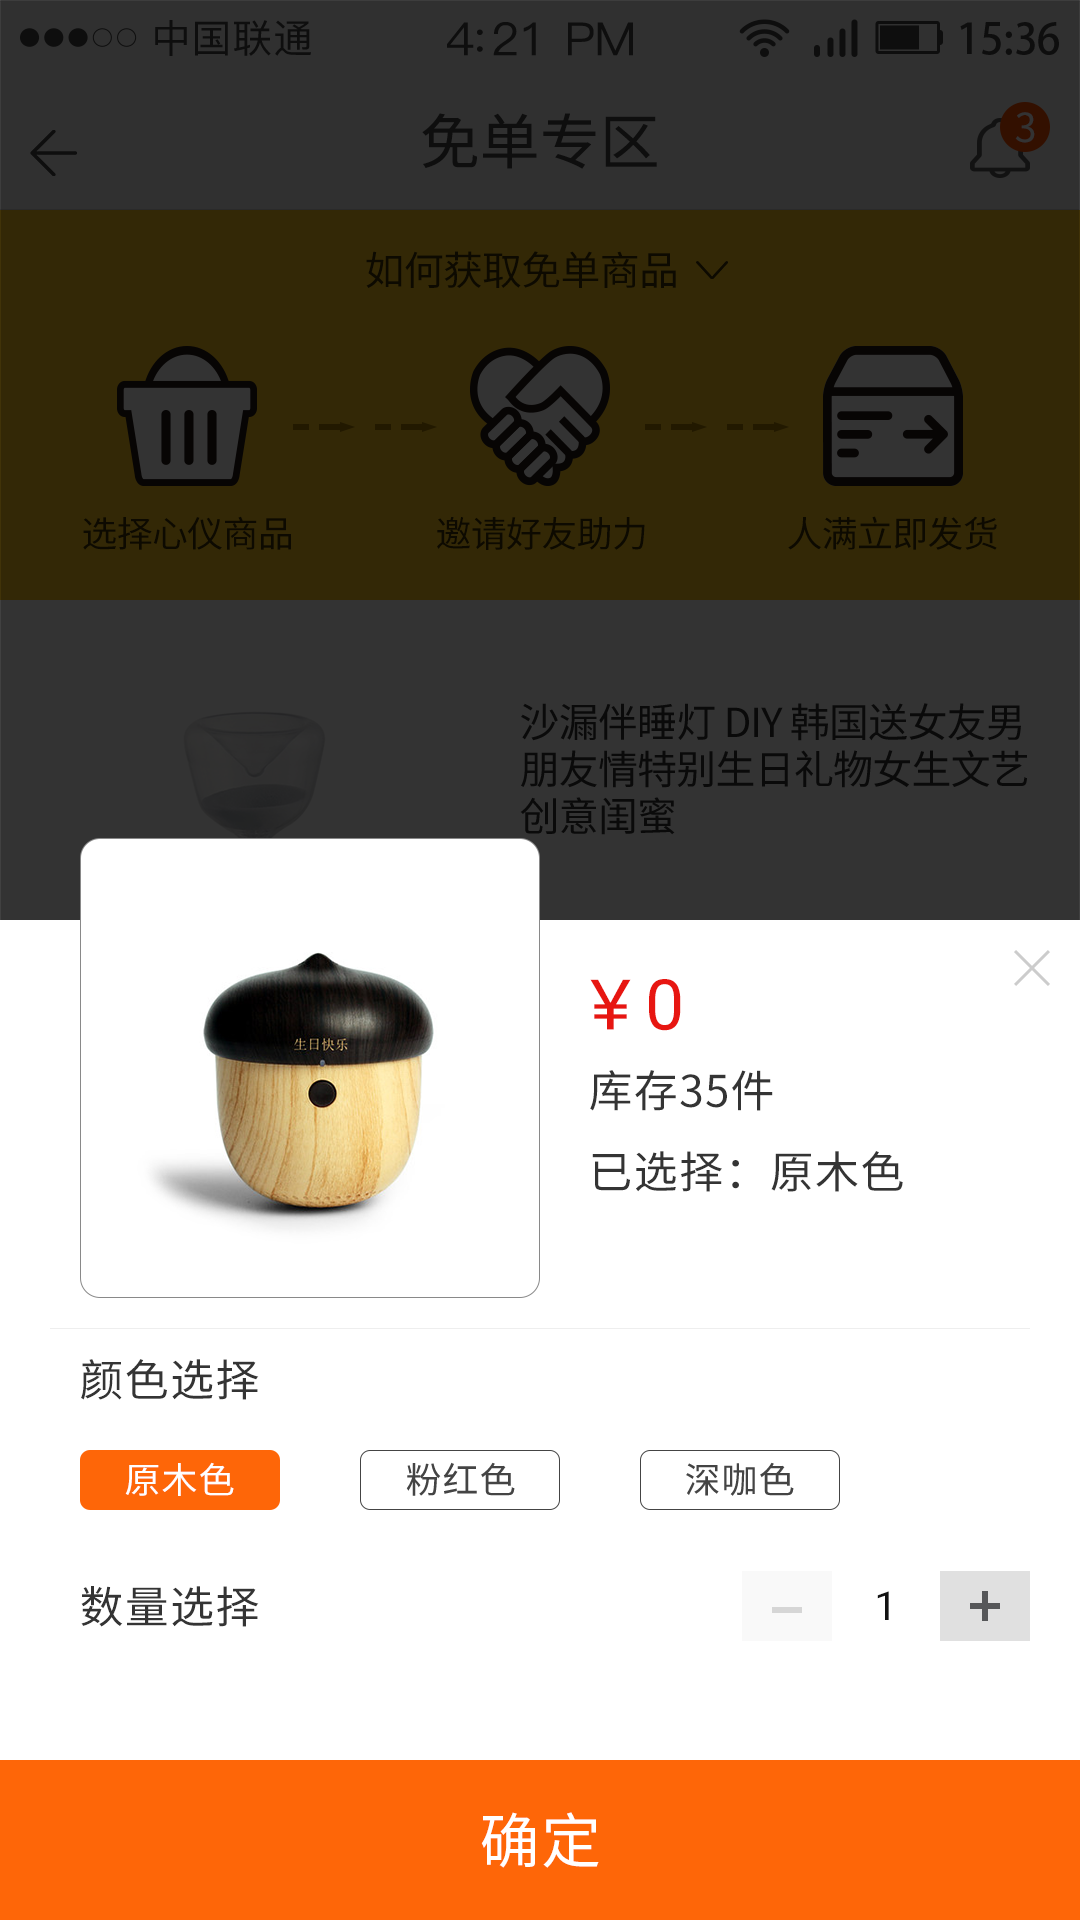 中国联通 4:21 PM 15:36
免单专区
3
如何获取免单商品
选择心仪商品 邀请好友助力 人满立即发货
沙漏伴睡灯 DIY 韩国送女友男
朋友情特别生日礼物女生文艺
创意闺蜜
生日快乐
¥ 0
库存35件
已选择：原木色
颜色选择
原木色 粉红色 深咖色
数量选择 − 1 +
确定